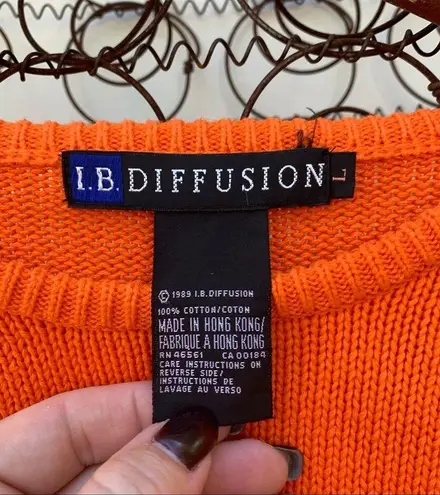 I.B. DIFFUSION
L
© 1989 I.B.DIFFUSION
100% COTTON/COTON
MADE IN HONG KONG/
FABRIQUE A HONG KONG
RN 46561 CA 00184
CARE INSTRUCTIONS ON
REVERSE SIDE/
INSTRUCTIONS DE
LAVAGE AU VERSO